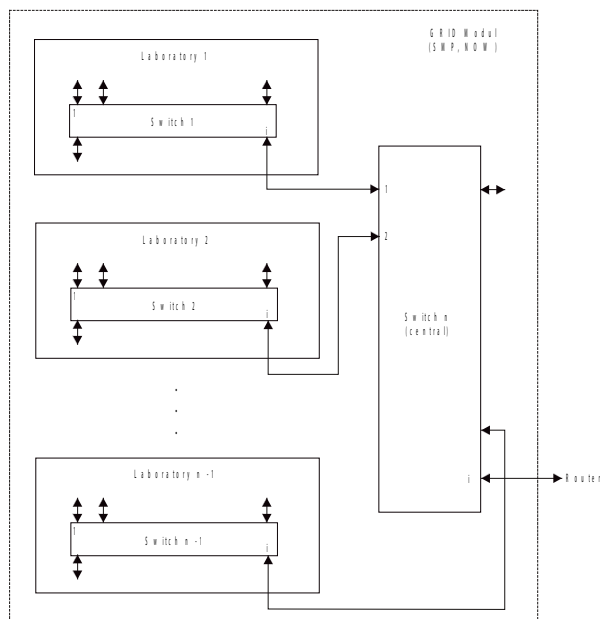 GRID Modul
(SMP, NOW)
Laboratory 1
1
Switch 1
i
1
2
Laboratory 2
1
Switch 2
i
Switch n
(central)
.
.
.
Laboratory n -1
1
Switch n -1
i
i
Router